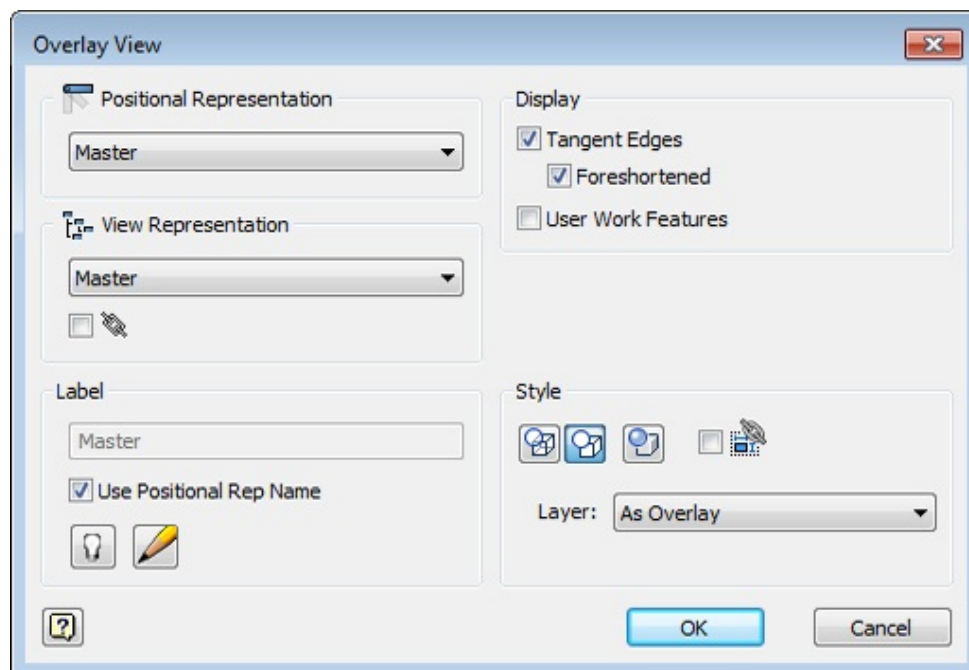 Overlay View
Positional Representation
Master
View Representation
Master
Label
Master
Use Positional Rep Name
Display
Tangent Edges
Foreshortened
User Work Features
Style
Layer: As Overlay
?
OK Cancel